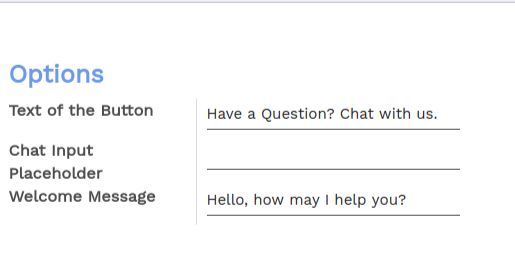 Options
Text of the Button
Have a Question? Chat with us.
Chat Input
Placeholder
Welcome Message
Hello, how may I help you?